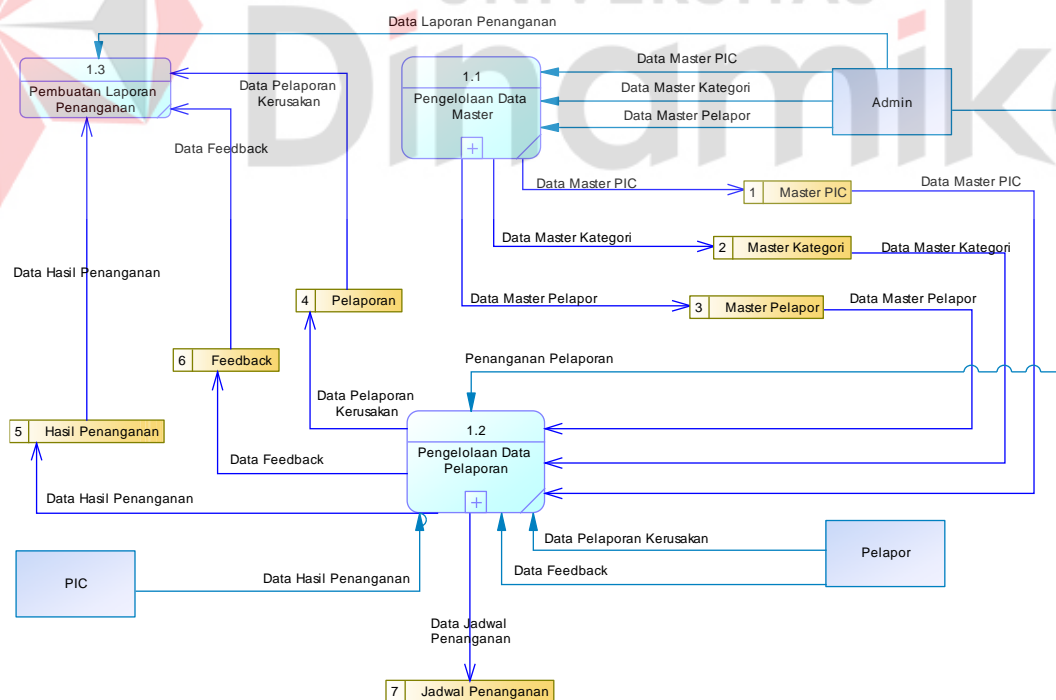 UNIVERSITAS
Dinamika
Data Laporan Penanganan
1.3
Pembuatan Laporan
Penanganan
Data Pelaporan
Kerusakan
1.1
Pengelolaan Data
Master
Data Master PIC
Data Master Kategori
Data Master Pelapor
Admin
Data Feedback
Data Master PIC
1 Master PIC
Data Master PIC
Data Master Kategori
2 Master Kategori
Data Master Kategori
Data Hasil Penanganan
4 Pelaporan
Data Master Pelapor
3 Master Pelapor
Data Master Pelapor
6 Feedback
Penanganan Pelaporan
Data Pelaporan
Kerusakan
5 Hasil Penanganan
1.2
Pengelolaan Data
Pelaporan
Data Feedback
Data Hasil Penanganan
PIC
Data Hasil Penanganan
Data Pelaporan Kerusakan
Data Feedback
Pelapor
Data Jadwal
Penanganan
7 Jadwal Penanganan